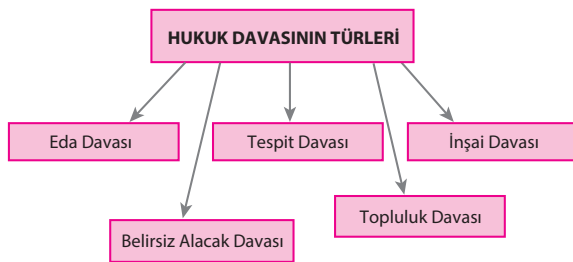 HUKUK DAVASININ TÜRLERİ
Eda Davası
Tespit Davası
İnşai Davası
Belirsiz Alacak Davası
Topluluk Davası